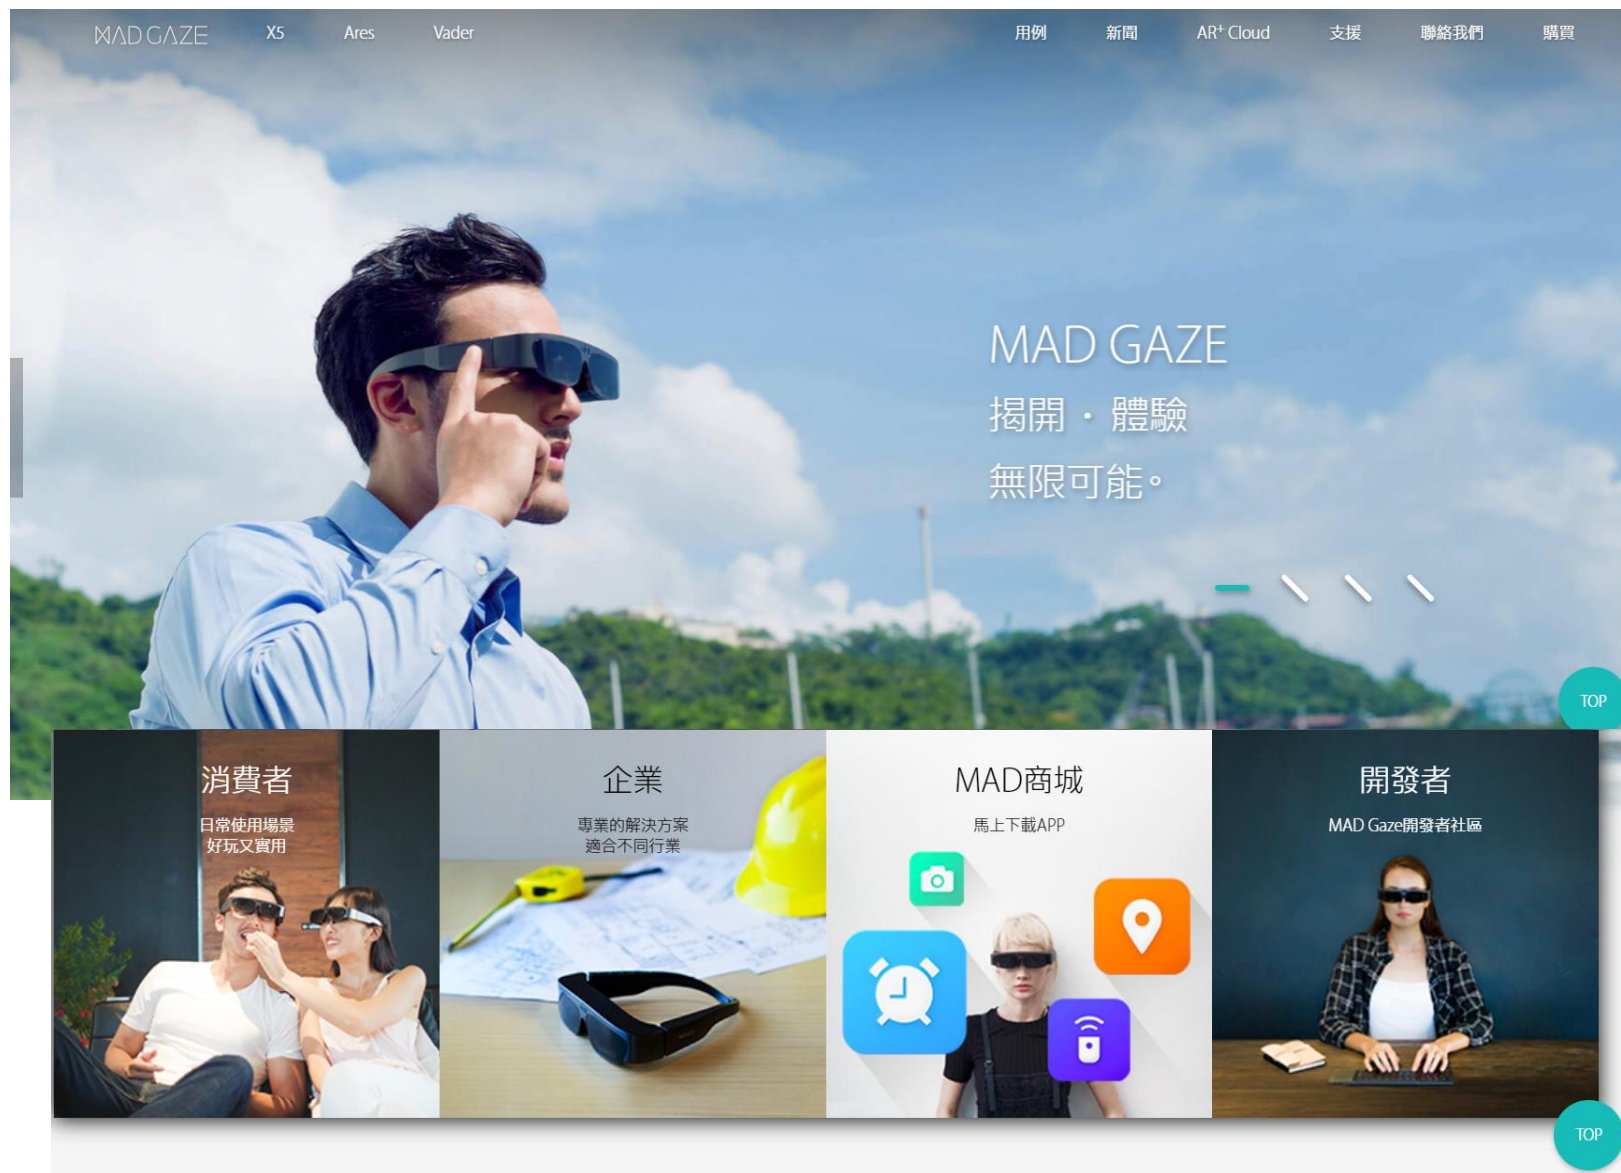 MAD GAZE X5 Ares Vader 用例 新聞 AR⁺ Cloud 支援 聯絡我們 購買
MAD GAZE
揭開・體驗
無限可能。
TOP
消費者
日常使用場景
好玩又實用
企業
專業的解決方案
適合不同行業
MAD商城
馬上下載APP
開發者
MAD Gaze開發者社區
TOP